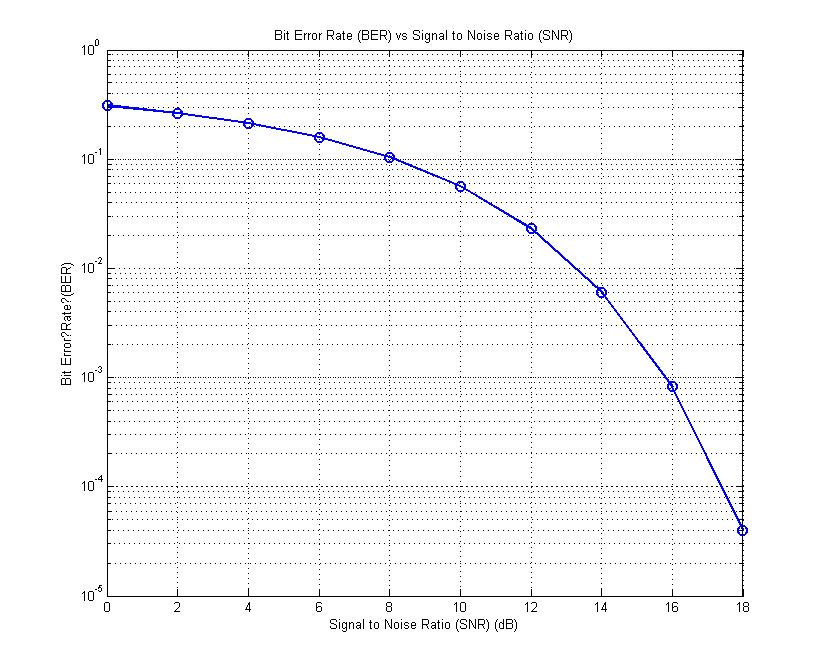 Bit Error Rate (BER) vs Signal to Noise Ratio (SNR)
10^0
10^-1
10^-2
10^-3
10^-4
10^-5
Bit Error?Rate?(BER)
0 2 4 6 8 10 12 14 16 18
Signal to Noise Ratio (SNR) (dB)